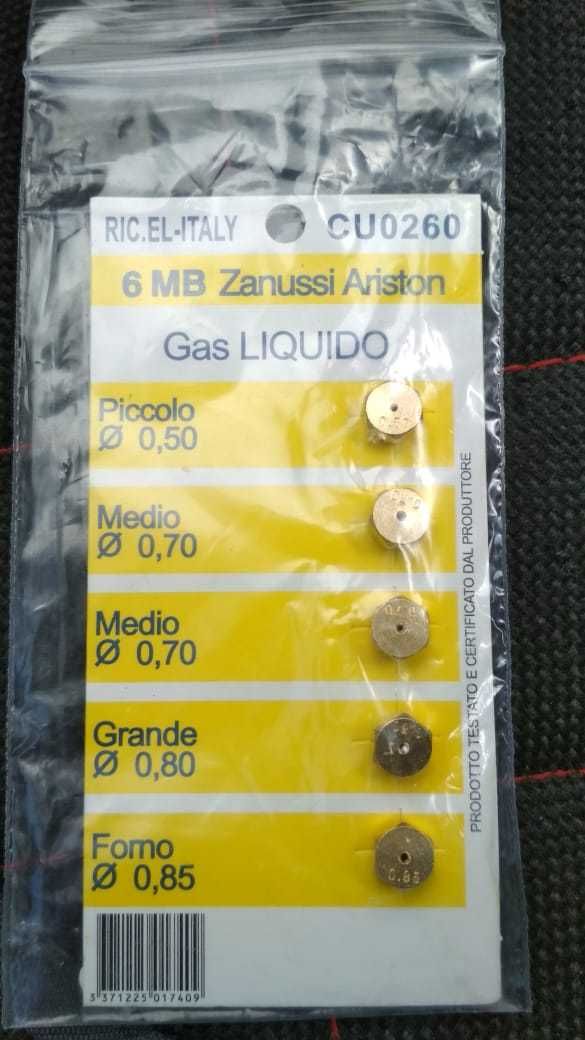 RIC.EL-ITALY CU0260
6 MB Zanussi Ariston
Gas LIQUIDO
Piccolo
Ø 0,50
Medio
Ø 0,70
Medio
Ø 0,70
Grande
Ø 0,80
Forno
Ø 0,85
0.85
PRODOTTO TESTATO E CERTIFICATO DAL PRODUTTORE
3 371225 017409